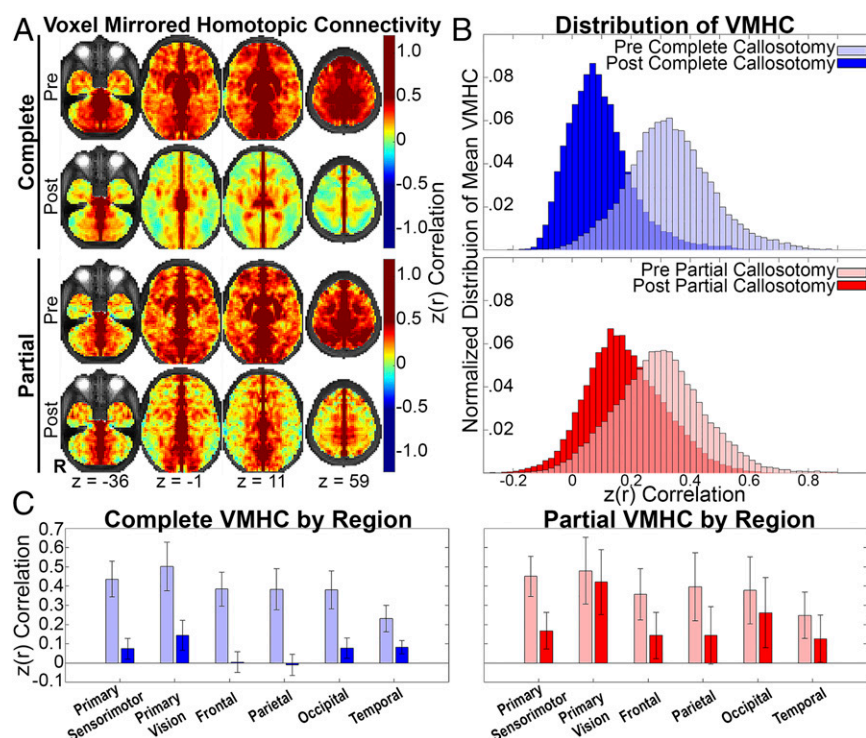 A Voxel Mirrored Homotopic Connectivity
Complete
Pre
Post
Partial
Pre
Post
R
z = -36 z = -1 z = 11 z = 59
1.0
0.5
0
-0.5
-1.0
1.0
0.5
0
-0.5
-1.0
z(r) Correlation
B Distribution of VMHC
Pre Complete Callosotomy
Post Complete Callosotomy
.08
.06
.04
.02
Pre Partial Callosotomy
Post Partial Callosotomy
.08
.06
.04
.02
Normalized Distribuion of Mean VMHC
-0.2 0 0.2 0.4 0.6 0.8
z(r) Correlation
C Complete VMHC by Region
0.7
0.6
0.5
0.4
0.3
0.2
0.1
0
-0.1
z(r) Correlation
Primary
Sensorimotor
Primary
Vision
Frontal
Parietal
Occipital
Temporal
Partial VMHC by Region
Primary
Sensorimotor
Primary
Vision
Frontal
Parietal
Occipital
Temporal